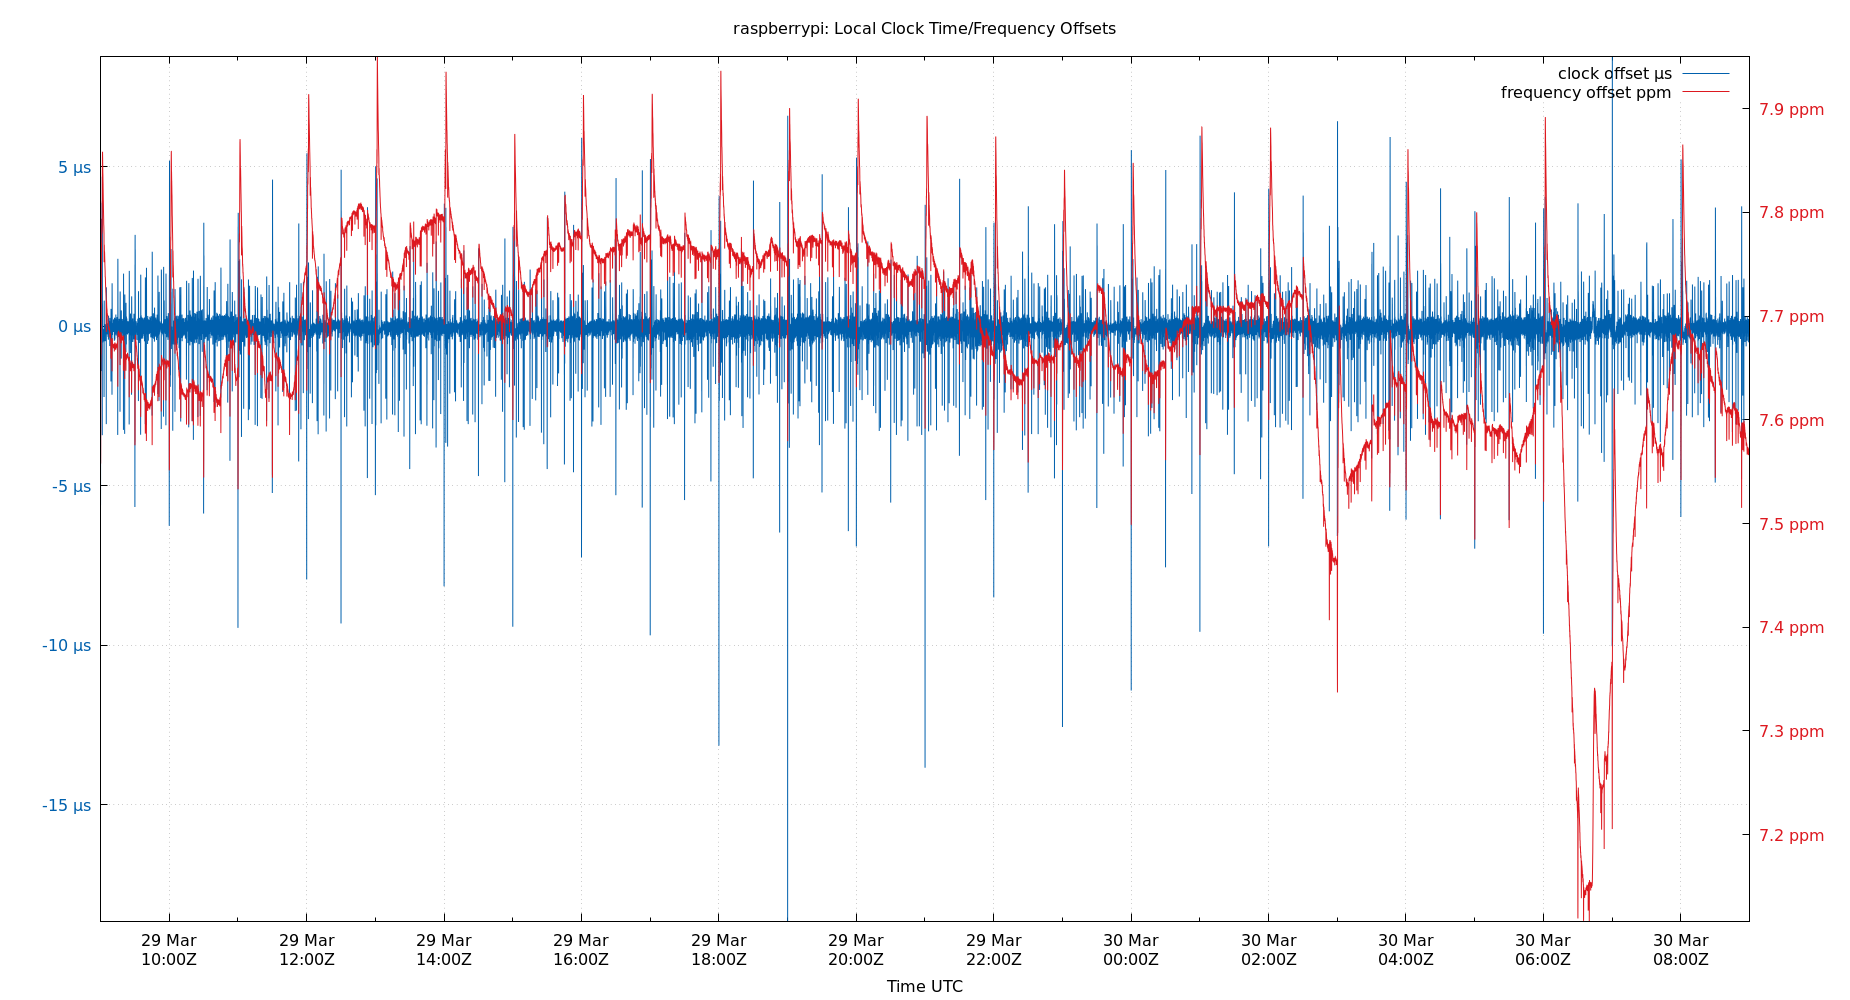 raspberrypi: Local Clock Time/Frequency Offsets
clock offset µs
frequency offset ppm
5 µs
0 µs
-5 µs
-10 µs
-15 µs
7.9 ppm
7.8 ppm
7.7 ppm
7.6 ppm
7.5 ppm
7.4 ppm
7.3 ppm
7.2 ppm
29 Mar 29 Mar 29 Mar 29 Mar 29 Mar 29 Mar 29 Mar 30 Mar 30 Mar 30 Mar 30 Mar 30 Mar
10:00Z 12:00Z 14:00Z 16:00Z 18:00Z 20:00Z 22:00Z 00:00Z 02:00Z 04:00Z 06:00Z 08:00Z
Time UTC